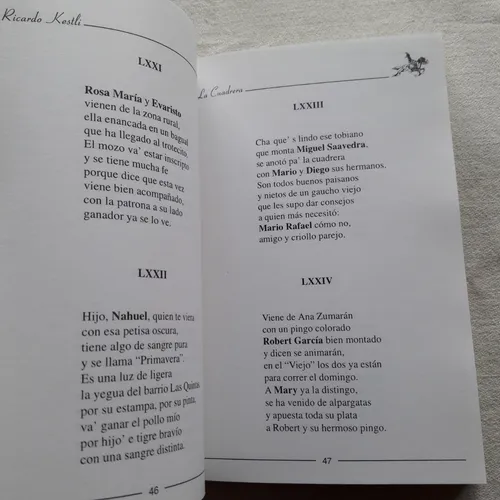 Ricardo Kestli
LXXI
Rosa María y Evaristo
vienen de la zona rural,
ella enancada en un bagual
que ha llegado al trotecito.
El mozo va' estar inscripto
y se tiene mucha fe
porque dice que esta vez
viene bien acompañado,
con la patrona a su lado
ganador ya se lo ve.
LXXII
Hijo, Nahuel, quien te viera
con esa petisa oscura,
tiene algo de sangre pura
y se llama “Primavera”.
Es una luz de ligera
la yegua del barrio Las Quintas
por su estampa, por su pinta,
va' ganar el pollo mío
por hijo' e tigre bravío
con una sangre distinta.
46
La Cuadrera
LXXIII
Cha que' s lindo ese tobiano
que monta Miguel Saavedra,
se anotó pa' la cuadrera
con Mario y Diego sus hermanos.
Son todos buenos paisanos
y nietos de un gaucho viejo
que les supo dar consejos
a quien más necesitó:
Mario Rafael cómo no,
amigo y criollo parejo.
LXXIV
Viene de Ana Zumarán
con un pingo colorado
Robert García bien montado
y dicen se animarán,
en el “Viejo” los dos ya están
para correr el domingo.
A Mary ya la distingo,
se ha venido de alpargatas
y apuesta toda su plata
a Robert y su hermoso pingo.
47